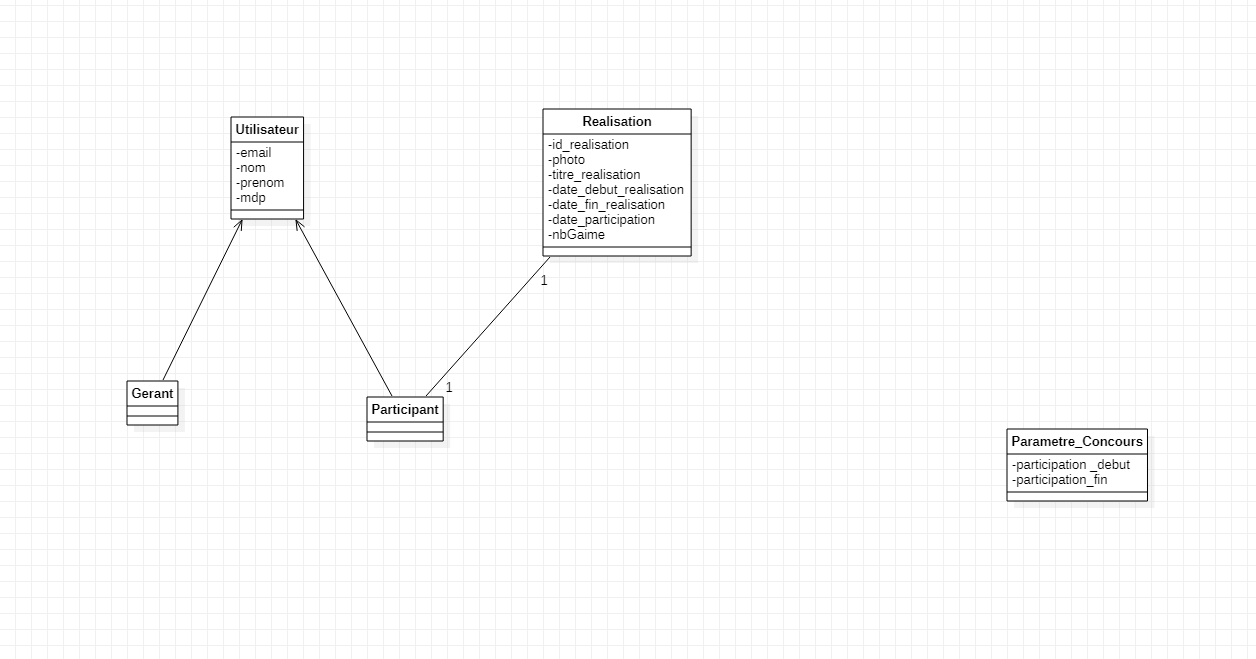 Utilisateur
-email
-nom
-prenom
-mdp
Realisation
-id_realisation
-photo
-titre_realisation
-date_debut_realisation
-date_fin_realisation
-date_participation
-nbGaime
1
1
Gerant
Participant
Parametre_Concours
-participation _debut
-participation_fin